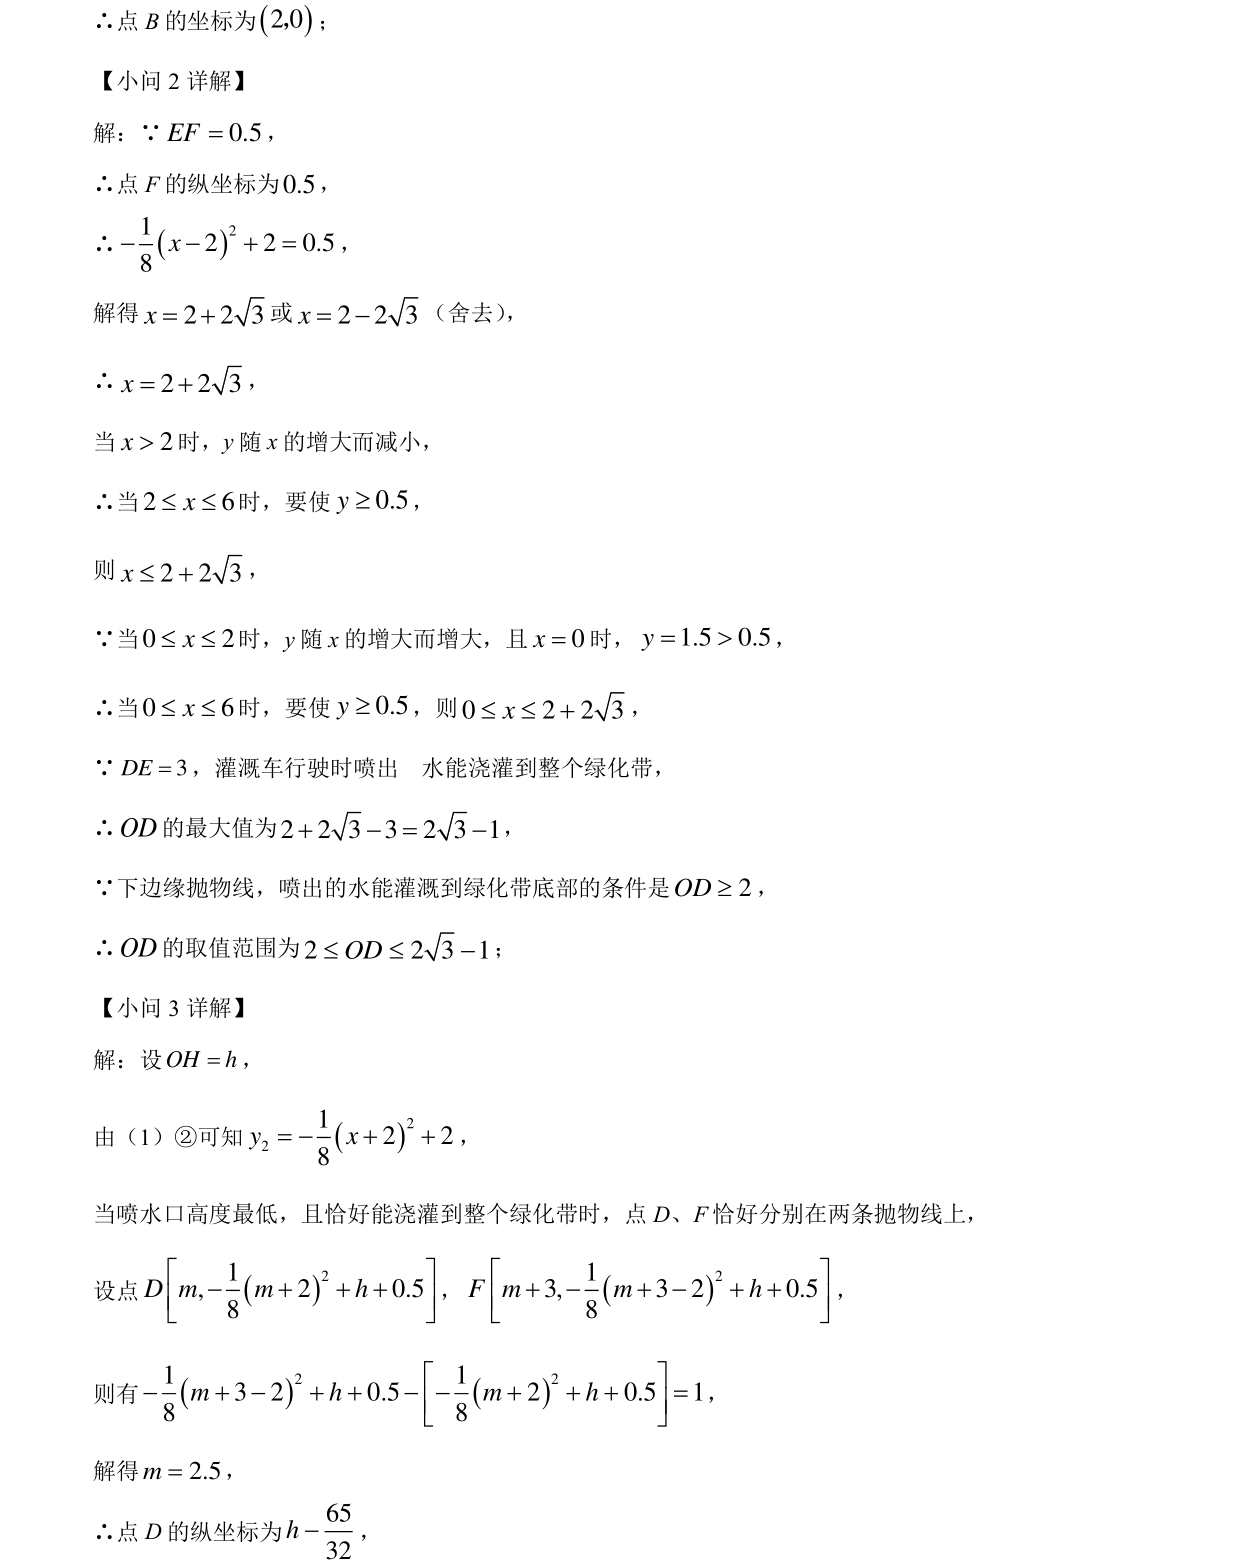 ∴点 B 的坐标为(2,0)；
【小问 2 详解】
解：∵ EF = 0.5，
∴点 F 的纵坐标为0.5，
∴ −1/8(x−2)² + 2 = 0.5，
解得 x = 2+2√3 或 x = 2−2√3（舍去），
∴ x = 2+2√3，
当 x > 2 时，y 随 x 的增大而减小，
∴当 2 ≤ x ≤ 6 时，要使 y ≥ 0.5，
则 x ≤ 2+2√3，
∵当 0 ≤ x ≤ 2 时，y 随 x 的增大而增大，且 x = 0 时， y = 1.5 > 0.5，
∴当 0 ≤ x ≤ 6 时，要使 y ≥ 0.5，则 0 ≤ x ≤ 2+2√3，
∵ DE = 3，灌溉车行驶时喷出 水能浇灌到整个绿化带，
∴ OD 的最大值为 2+2√3−3 = 2√3−1，
∵下边缘抛物线，喷出的水能灌溉到绿化带底部的条件是 OD ≥ 2，
∴ OD 的取值范围为 2 ≤ OD ≤ 2√3−1；
【小问 3 详解】
解：设 OH = h，
由（1）②可知 y₂ = −1/8(x+2)² + 2，
当喷水口高度最低，且恰好能浇灌到整个绿化带时，点 D、F 恰好分别在两条抛物线上，
设点 D[m,−1/8(m+2)² + h + 0.5]，F[m+3,−1/8(m+3−2)² + h + 0.5]，
则有 −1/8(m+3−2)² + h + 0.5 − [−1/8(m+2)² + h + 0.5] = 1，
解得 m = 2.5，
∴点 D 的纵坐标为 h − 65/32，